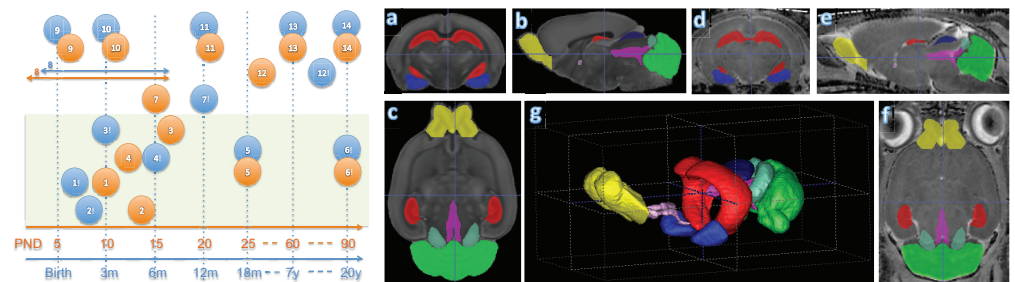 9 10 11 13 14
9 10 11 13 14
12 12!
8
8
7 7!
3! 3
4 4! 5 6!
1! 1 5 6!
2! 2
PND 5 10 15 20 25 -- 60 -- 90
Birth 3m 6m 12m 18m -- 7y --- 20y
a b d e
c g f